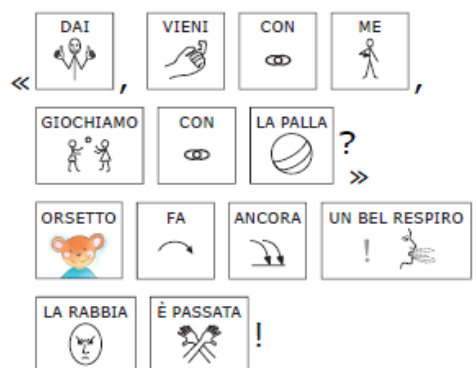 « DAI, VIENI CON ME,
GIOCHIAMO CON LA PALLA?»
ORSETTO FA ANCORA UN BEL RESPIRO
LA RABBIA È PASSATA!